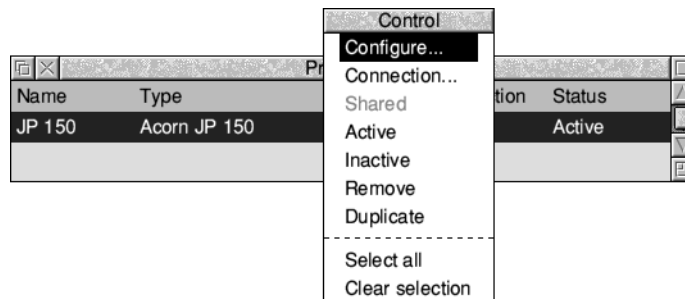 Control
Configure...
Pr
Connection...
Name Type tion Status
Shared
JP 150 Acorn JP 150 Active
Active
Inactive
Remove
Duplicate
Select all
Clear selection